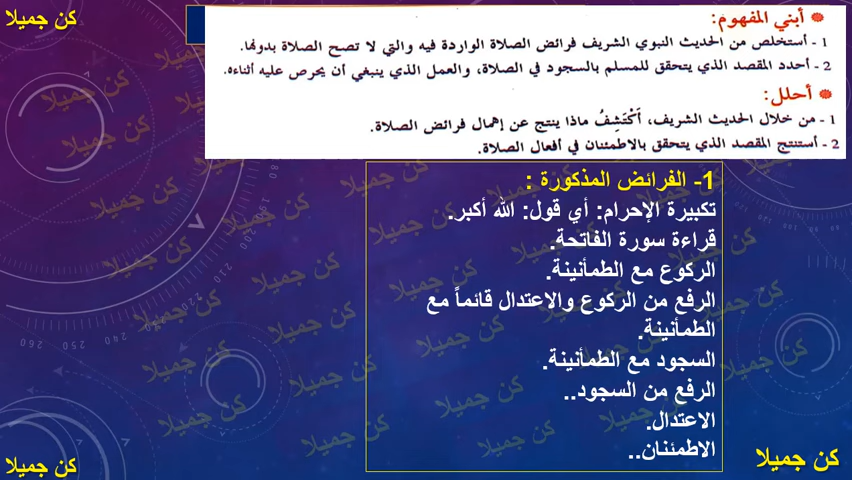 كن جميلا
أبني المفهوم:
1 - أستخلص من الحديث النبوي الشريف فرائض الصلاة الواردة فيه والتي لا تصح الصلاة بدونها.
2 - أحدد المقصد الذي يتحقق للمسلم بالسجود في الصلاة، والعمل الذي ينبغي أن يحرص عليه أثناءه.
أحلل:
1 - من خلال الحديث الشريف، أَكْتَشِفُ ماذا ينتج عن إهمال فرائض الصلاة.
2 - أستنتج المقصد الذي يتحقق بالاطمئنان في أفعال الصلاة.
1- الفرائض المذكورة :
تكبيرة الإحرام: أي قول: الله أكبر.
قراءة سورة الفاتحة.
الركوع مع الطمأنينة.
الرفع من الركوع والاعتدال قائماً مع
الطمأنينة.
السجود مع الطمأنينة.
الرفع من السجود..
الاعتدال.
الاطمئنان..
كن جميلا
كن جميلا